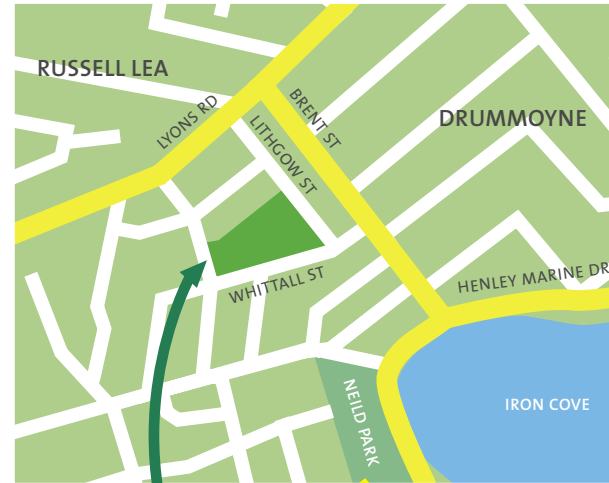 RUSSELL LEA
LYONS RD
BRENT ST
LITHGOW ST
DRUMMOYNE
WHITTALL ST
HENLEY MARINE DR
NEILD PARK
IRON COVE